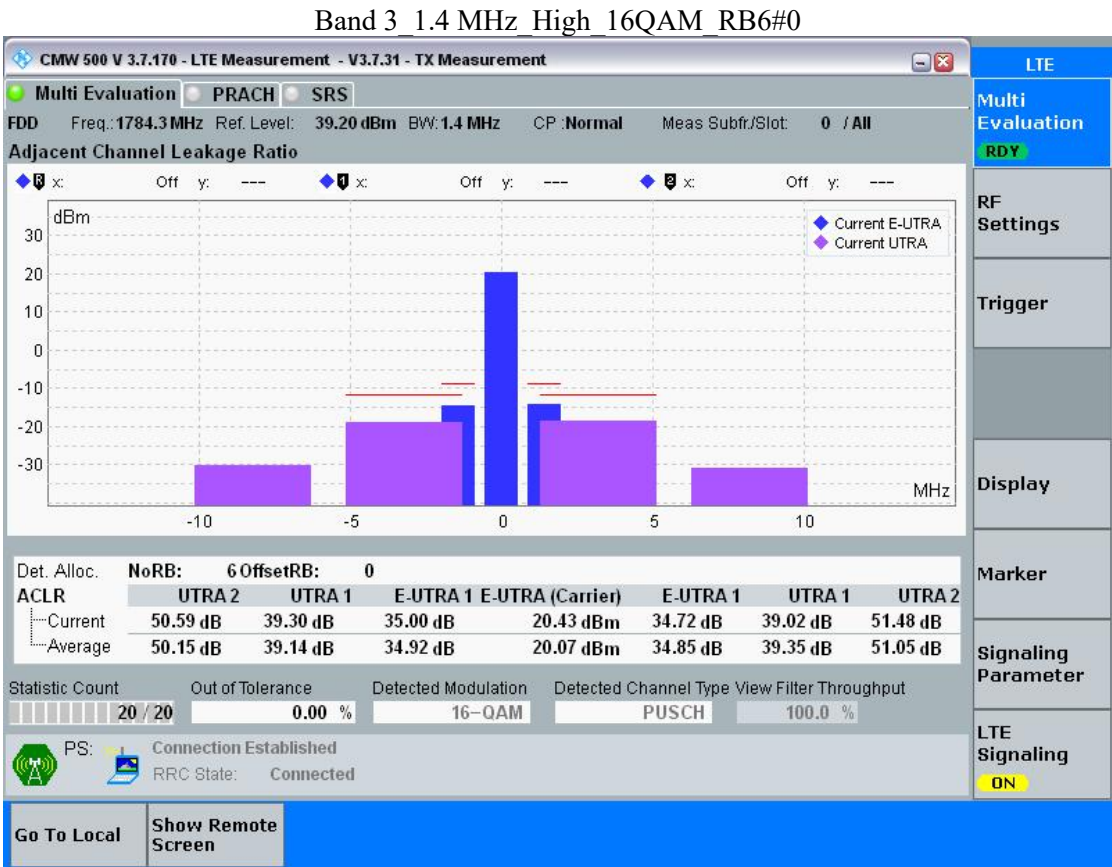 Band 3_1.4 MHz_High_16QAM_RB6#0
CMW 500 V 3.7.170 - LTE Measurement - V3.7.31 - TX Measurement
LTE
Multi Evaluation PRACH SRS
Multi Evaluation
RDY
FDD Freq.: 1784.3 MHz Ref. Level: 39.20 dBm BW: 1.4 MHz CP : Normal Meas Subfr./Slot: 0 / All
Adjacent Channel Leakage Ratio
R x: Off y: --- 1 x: Off y: --- 2 x: Off y: ---
RF Settings
dBm
Current E-UTRA
Current UTRA
30
20
10
0
-10
-20
-30
MHz
-10 -5 0 5 10
Trigger
Display
Det. Alloc. NoRB: 6 OffsetRB: 0
ACLR UTRA 2 UTRA 1 E-UTRA 1 E-UTRA (Carrier) E-UTRA 1 UTRA 1 UTRA 2
Current 50.59 dB 39.30 dB 35.00 dB 20.43 dBm 34.72 dB 39.02 dB 51.48 dB
Average 50.15 dB 39.14 dB 34.92 dB 20.07 dBm 34.85 dB 39.35 dB 51.05 dB
Marker
Signaling Parameter
Statistic Count Out of Tolerance Detected Modulation Detected Channel Type View Filter Throughput
20 / 20 0.00 % 16-QAM PUSCH 100.0 %
PS: Connection Established
RRC State: Connected
LTE Signaling
ON
Go To Local
Show Remote Screen